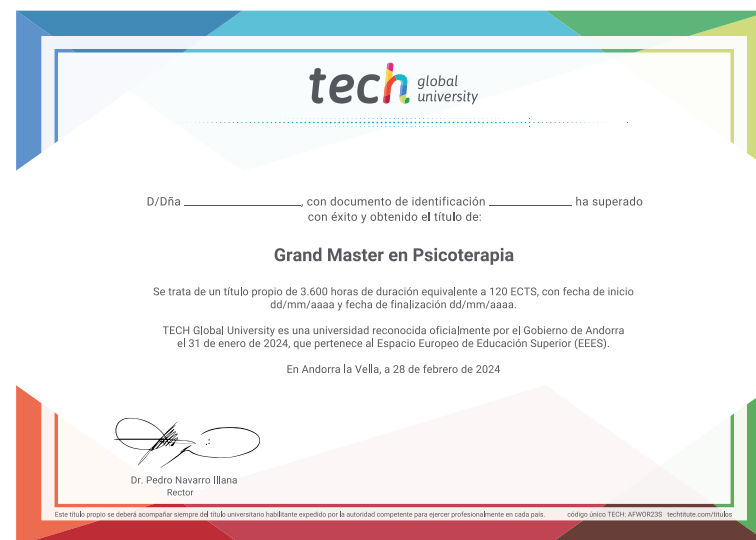 tech global university
D/Dña ____________________, con documento de identificación ______________ ha superado
con éxito y obtenido el título de:
Grand Master en Psicoterapia
Se trata de un título propio de 3.600 horas de duración equivalente a 120 ECTS, con fecha de inicio
dd/mm/aaaa y fecha de finalización dd/mm/aaaa.
TECH Global University es una universidad reconocida oficialmente por el Gobierno de Andorra
el 31 de enero de 2024, que pertenece al Espacio Europeo de Educación Superior (EEES).
En Andorra la Vella, a 28 de febrero de 2024
Dr. Pedro Navarro Illana
Rector
Este título propio se deberá acompañar siempre del título universitario habilitante expedido por la autoridad competente para ejercer profesionalmente en cada país. código único TECH: AFWOR23S techtitute.com/titulos